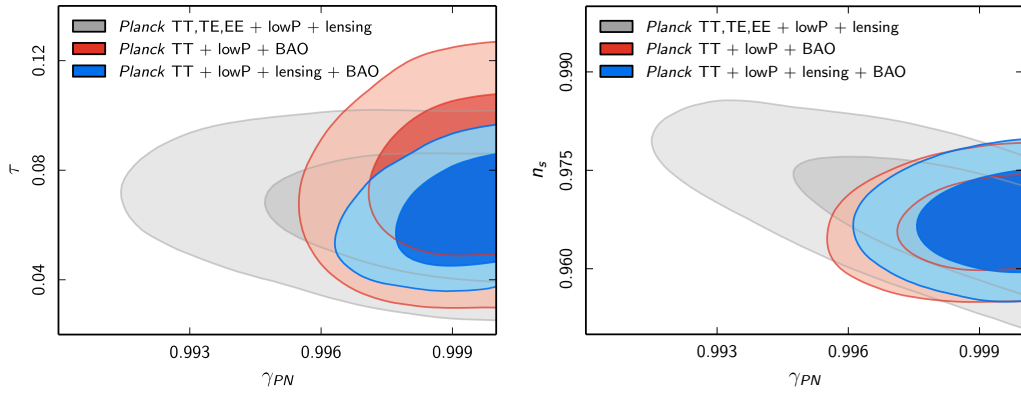 Planck TT,TE,EE + lowP + lensing
Planck TT + lowP + BAO
Planck TT + lowP + lensing + BAO
0.12
0.08
0.04
τ
0.993 0.996 0.999
γPN
Planck TT,TE,EE + lowP + lensing
Planck TT + lowP + BAO
Planck TT + lowP + lensing + BAO
0.990
0.975
0.960
ns
0.993 0.996 0.999
γPN